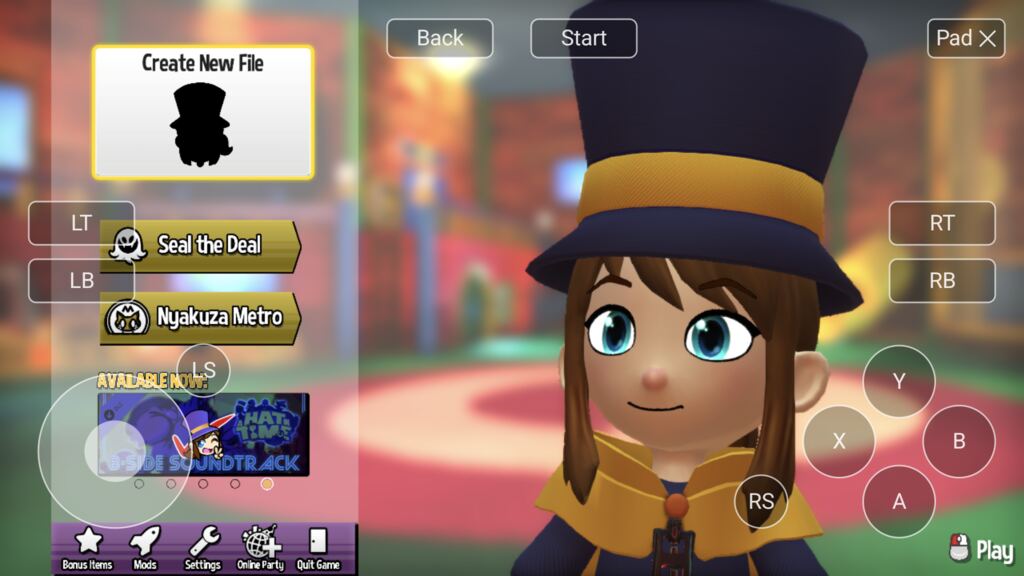 Back
Start
Pad
Create New File
LT
LB
Seal the Deal
Nyakuza Metro
LS
AVAILABLE NOW:
HAT
TIME
B-SIDE SOUNDTRACK
Bonus Items
Mods
Settings
Online Party
Quit Game
RT
RB
Y
X
B
A
RS
Play